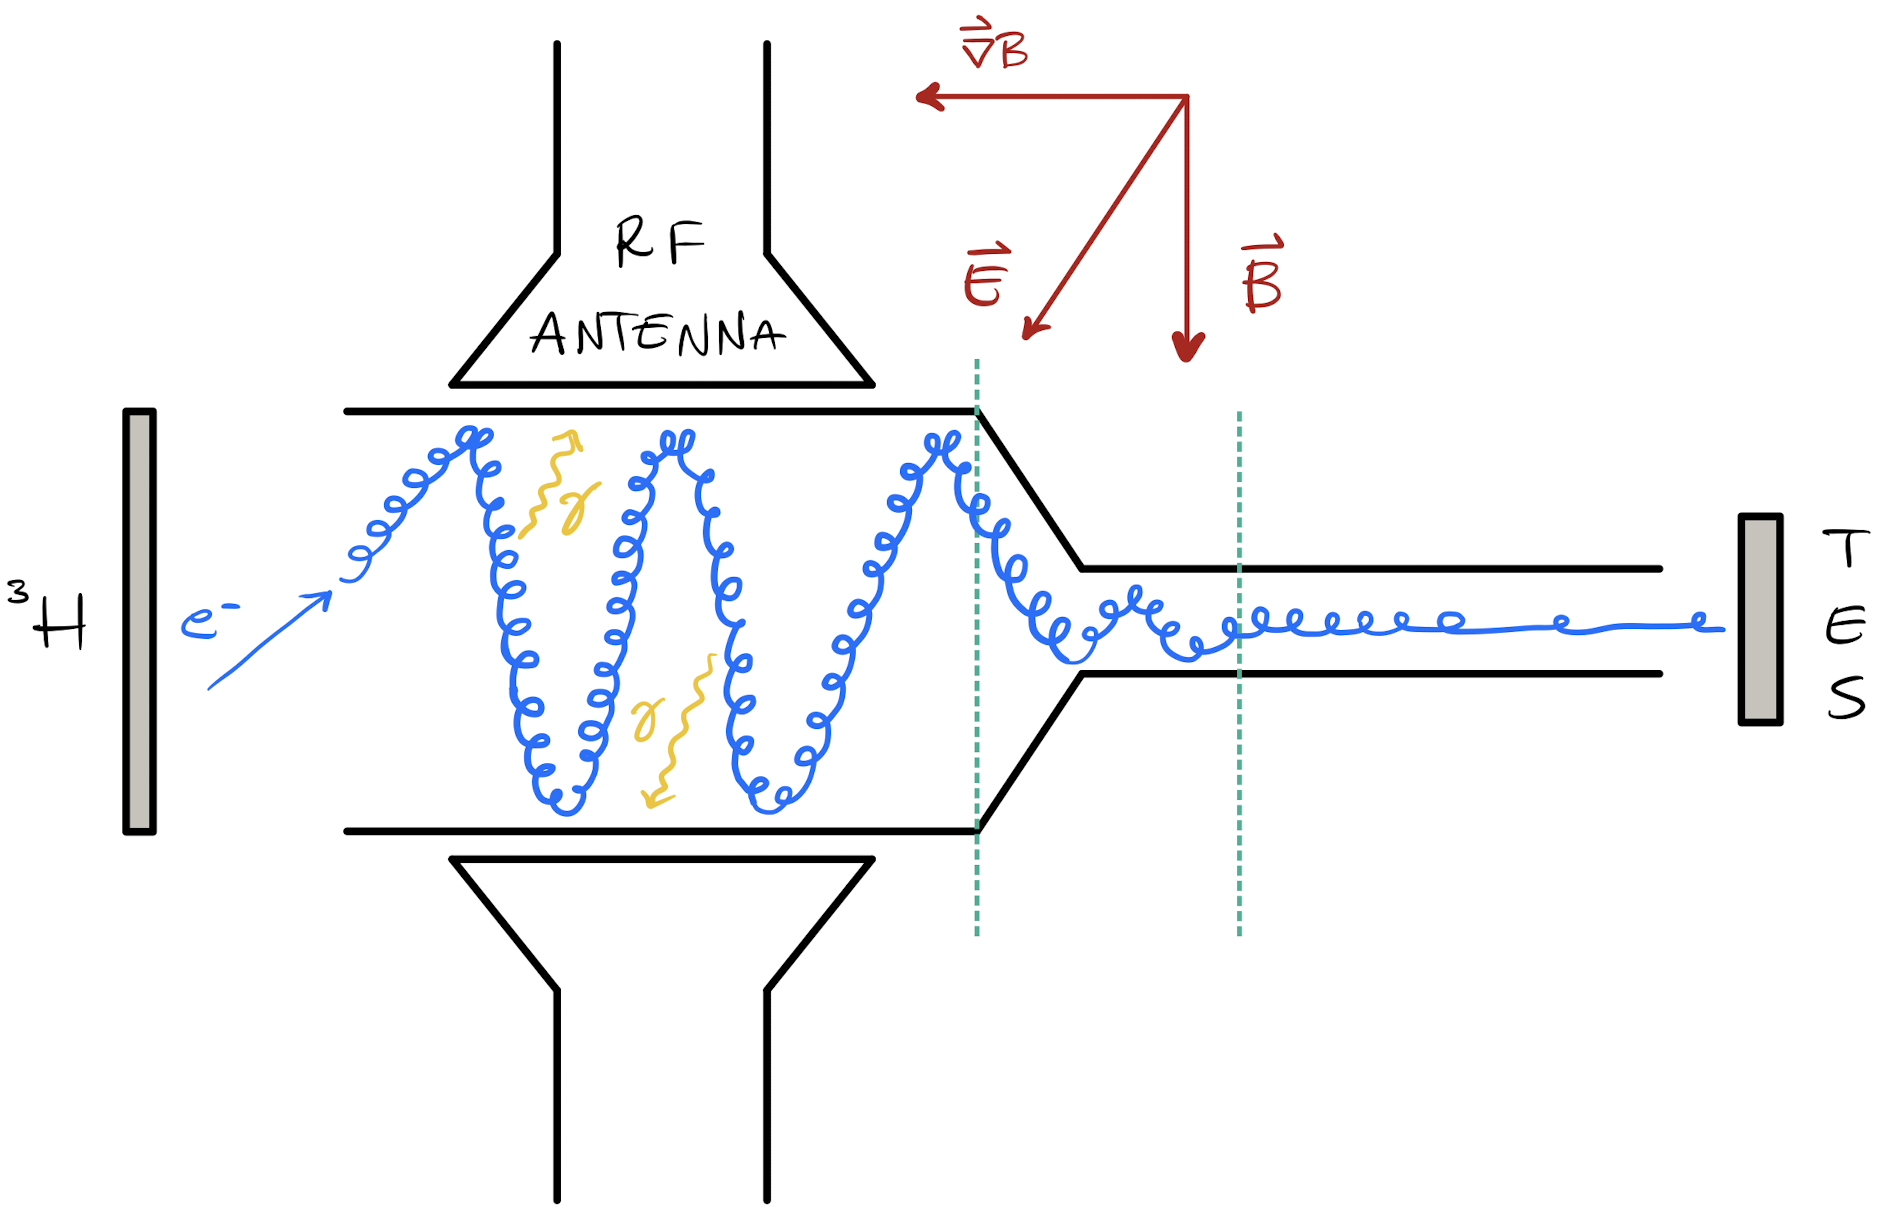 ∇⃗B
RF
ANTENNA
E⃗
B⃗
γ
³H
e⁻
γ
T
E
S